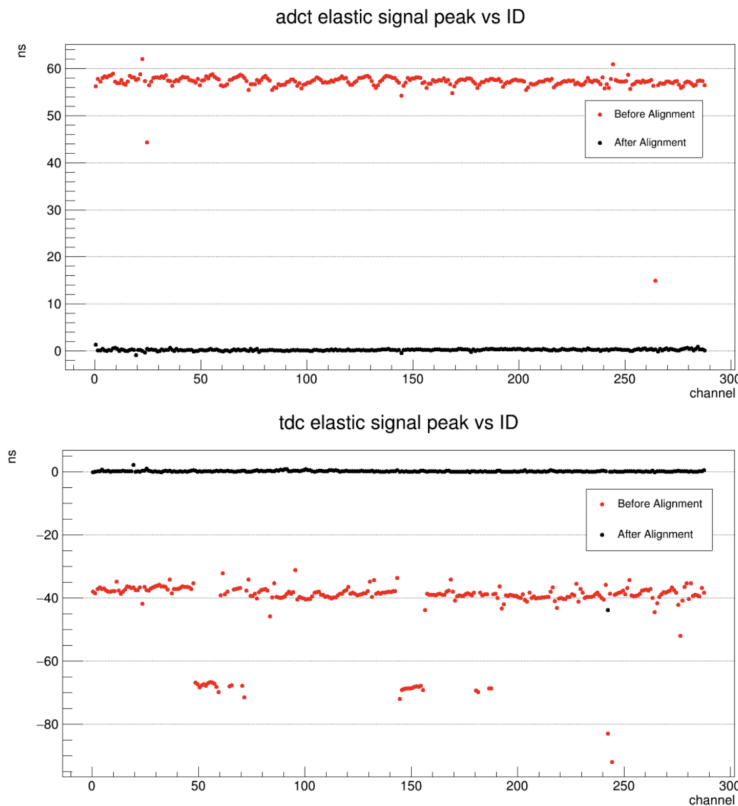 adct elastic signal peak vs ID
ns
60
50
40
30
20
10
0
Before Alignment
After Alignment
0 50 100 150 200 250 300
channel
tdc elastic signal peak vs ID
ns
0
−20
−40
−60
−80
Before Alignment
After Alignment
0 50 100 150 200 250 300
channel